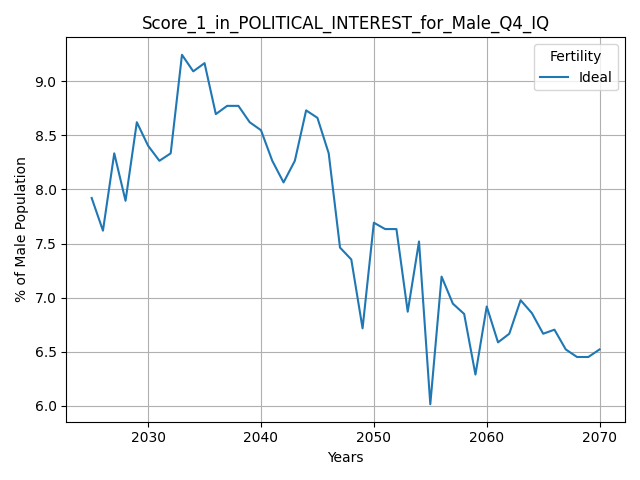 Score_1_in_POLITICAL_INTEREST_for_Male_Q4_IQ
Fertility
Ideal
% of Male Population
9.0
8.5
8.0
7.5
7.0
6.5
6.0
2030
2040
2050
2060
2070
Years